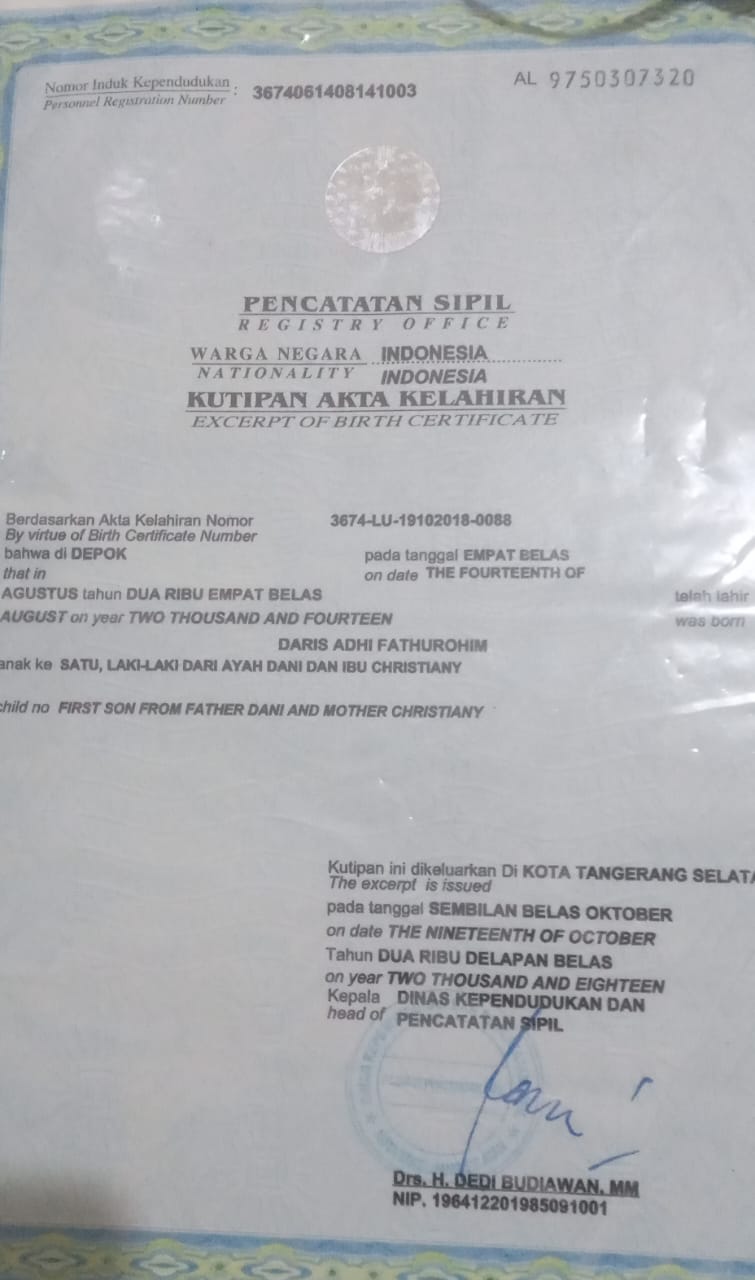 Nomor Induk Kependudukan : 3674061408141003
Personnel Registration Number
AL 9750307320
PENCATATAN SIPIL
REGISTRY OFFICE
WARGA NEGARA INDONESIA
NATIONALITY INDONESIA
KUTIPAN AKTA KELAHIRAN
EXCERPT OF BIRTH CERTIFICATE
Berdasarkan Akta Kelahiran Nomor 3674-LU-19102018-0088
By virtue of Birth Certificate Number
bahwa di DEPOK pada tanggal EMPAT BELAS
that in on date THE FOURTEENTH OF
AGUSTUS tahun DUA RIBU EMPAT BELAS telah lahir
AUGUST on year TWO THOUSAND AND FOURTEEN was born
DARIS ADHI FATHUROHIM
anak ke SATU, LAKI-LAKI DARI AYAH DANI DAN IBU CHRISTIANY
child no FIRST SON FROM FATHER DANI AND MOTHER CHRISTIANY
Kutipan ini dikeluarkan Di KOTA TANGERANG SELATA
The excerpt is issued
pada tanggal SEMBILAN BELAS OKTOBER
on date THE NINETEENTH OF OCTOBER
Tahun DUA RIBU DELAPAN BELAS
on year TWO THOUSAND AND EIGHTEEN
Kepala DINAS KEPENDUDUKAN DAN
head of PENCATATAN SIPIL
Drs. H. DEDI BUDIAWAN, MM
NIP. 196412201985091001